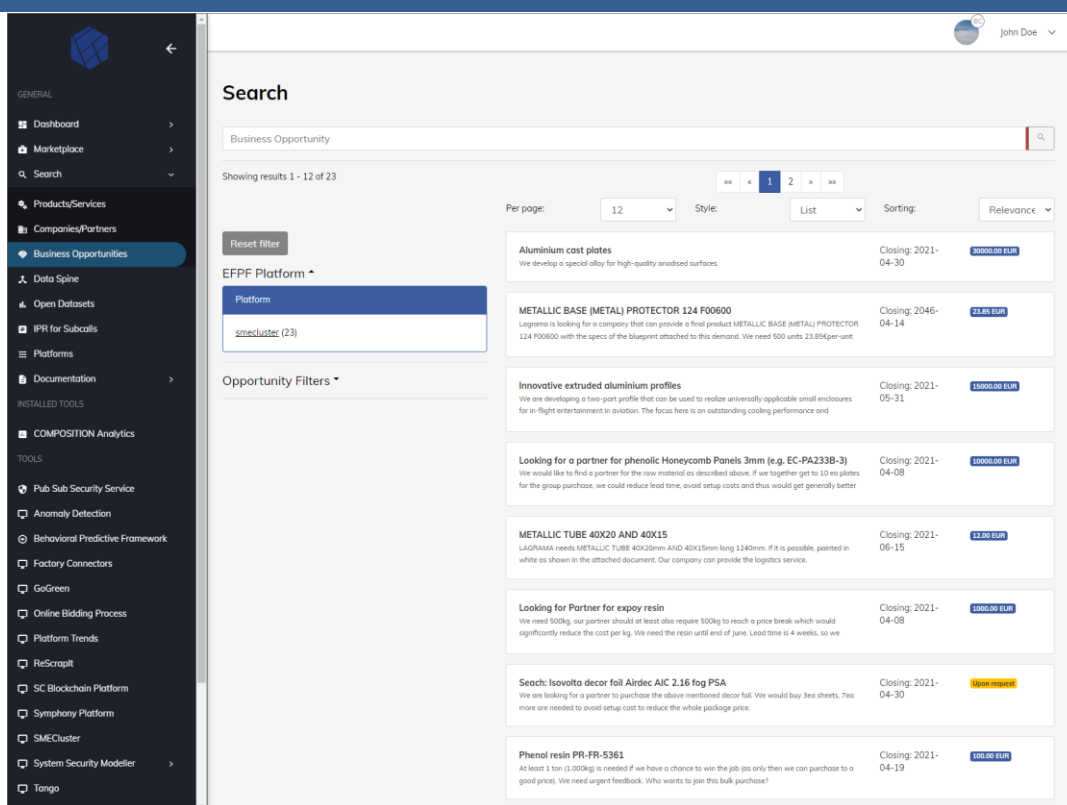 BC
John Doe
GENERAL
Dashboard
Marketplace
Search
Products/Services
Companies/Partners
Business Opportunities
Data Spine
Open Datasets
IPR for Subcalls
Platforms
Documentation
INSTALLED TOOLS
COMPOSITION Analytics
TOOLS
Pub Sub Security Service
Anomaly Detection
Behavioral Predictive Framework
Factory Connectors
GoGreen
Online Bidding Process
Platform Trends
ReScrapIt
SC Blockchain Platform
Symphony Platform
SMECluster
System Security Modeller
Tango
Search
Business Opportunity
Showing results 1 - 12 of 23
«« « 1 2 » »»
Per page: 12 Style: List Sorting: Relevance
Reset filter
EFPF Platform
Platform
smecluster (23)
Opportunity Filters
Aluminium cast plates
We develop a special alloy for high-quality anodised surfaces.
Closing: 2021-
04-30
30000.00 EUR
METALLIC BASE (METAL) PROTECTOR 124 F00600
Lagrama is looking for a company that can provide a final product METALLIC BASE (METAL) PROTECTOR
124 F00600 with the specs of the blueprint attached to this demand. We need 500 units 23.85€per-unit
Closing: 2046-
04-14
23.85 EUR
Innovative extruded aluminium profiles
We are developing a two-part profile that can be used to realize universally applicable small enclosures
for in-flight entertainment in aviation. The focus here is on outstanding cooling performance and
Closing: 2021-
05-31
15000.00 EUR
Looking for a partner for phenolic Honeycomb Panels 3mm (e.g. EC-PA233B-3)
We would like to find a partner for the raw material as described above. If we together get to 10 ea plates
for the group purchase, we could reduce lead time, avoid setup costs and thus would get generally better
Closing: 2021-
04-08
10000.00 EUR
METALLIC TUBE 40X20 AND 40X15
LAGRAMA needs METALLIC TUBE 40X20mm AND 40X15mm long 1240mm. If it is possible, painted in
white as shown in the attached document. Our company can provide the logistics service.
Closing: 2021-
06-15
12.00 EUR
Looking for Partner for expoy resin
We need 500kg, our partner should at least also require 500kg to reach a price break which would
significantly reduce the cost per kg. We need the resin until end of June. Lead time is 4 weeks, so we
Closing: 2021-
04-08
1000.00 EUR
Seach: Isovolta decor foil Airdec AIC 2.16 fog PSA
We are looking for a partner to purchase the above mentioned decor foil. We would buy 3ea sheets, 7ea
more are needed to avoid setup cost to reduce the whole package price.
Closing: 2021-
04-30
Upon request
Phenol resin PR-FR-5361
At least 1 ton (1.000kg) is needed if we have a chance to win the job (as only then we can purchase to a
good price). We need urgent feedback. Who wants to join this bulk purchase?
Closing: 2021-
04-19
100.00 EUR